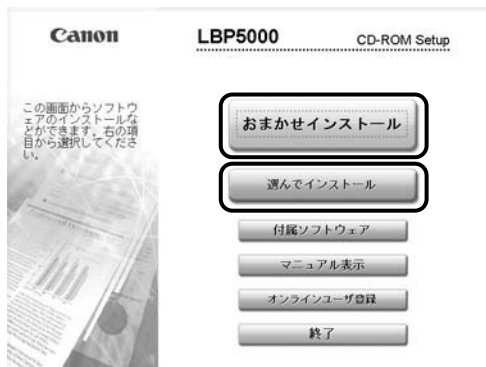 Canon
LBP5000
CD-ROM Setup
この画面からソフトウ
ェアのインストールな
どができます。右の項
目から選択してくださ
い。
おまかせインストール
選んでインストール
付属ソフトウェア
マニュアル表示
オンラインユーザ登録
終了